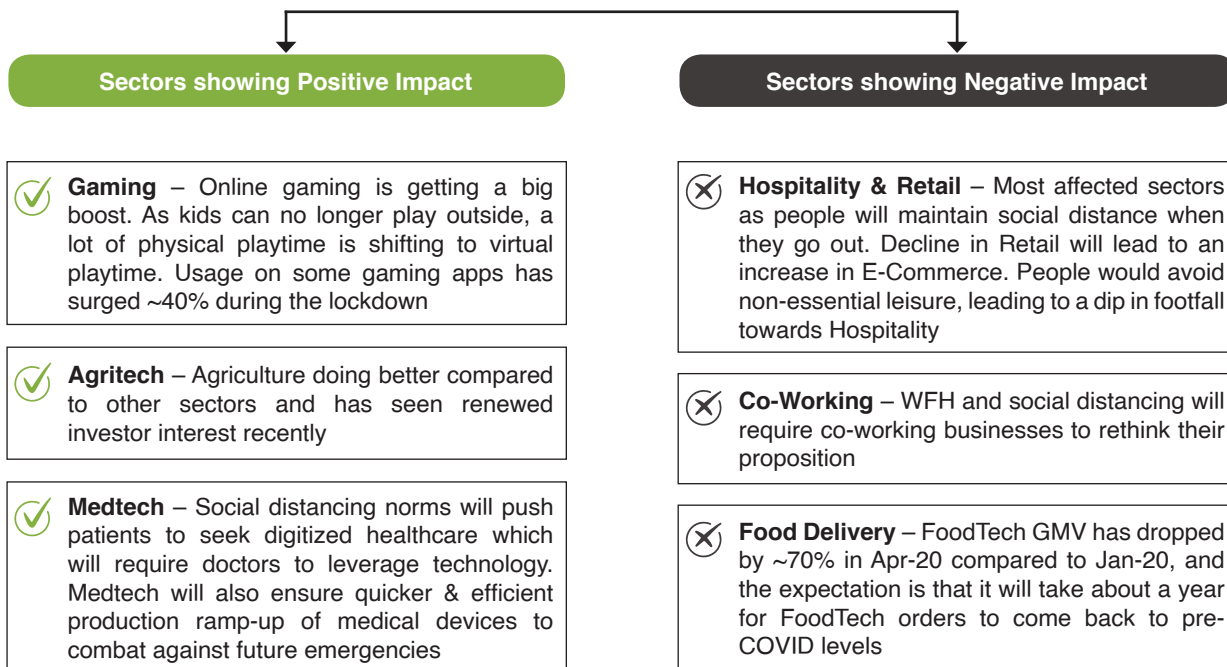 Sectors showing Positive Impact
Gaming – Online gaming is getting a big
boost. As kids can no longer play outside, a
lot of physical playtime is shifting to virtual
playtime. Usage on some gaming apps has
surged ~40% during the lockdown
Agritech – Agriculture doing better compared
to other sectors and has seen renewed
investor interest recently
Medtech – Social distancing norms will push
patients to seek digitized healthcare which
will require doctors to leverage technology.
Medtech will also ensure quicker & efficient
production ramp-up of medical devices to
combat against future emergencies
Sectors showing Negative Impact
Hospitality & Retail – Most affected sectors
as people will maintain social distance when
they go out. Decline in Retail will lead to an
increase in E-Commerce. People would avoid
non-essential leisure, leading to a dip in footfall
towards Hospitality
Co-Working – WFH and social distancing will
require co-working businesses to rethink their
proposition
Food Delivery – FoodTech GMV has dropped
by ~70% in Apr-20 compared to Jan-20, and
the expectation is that it will take about a year
for FoodTech orders to come back to pre-
COVID levels